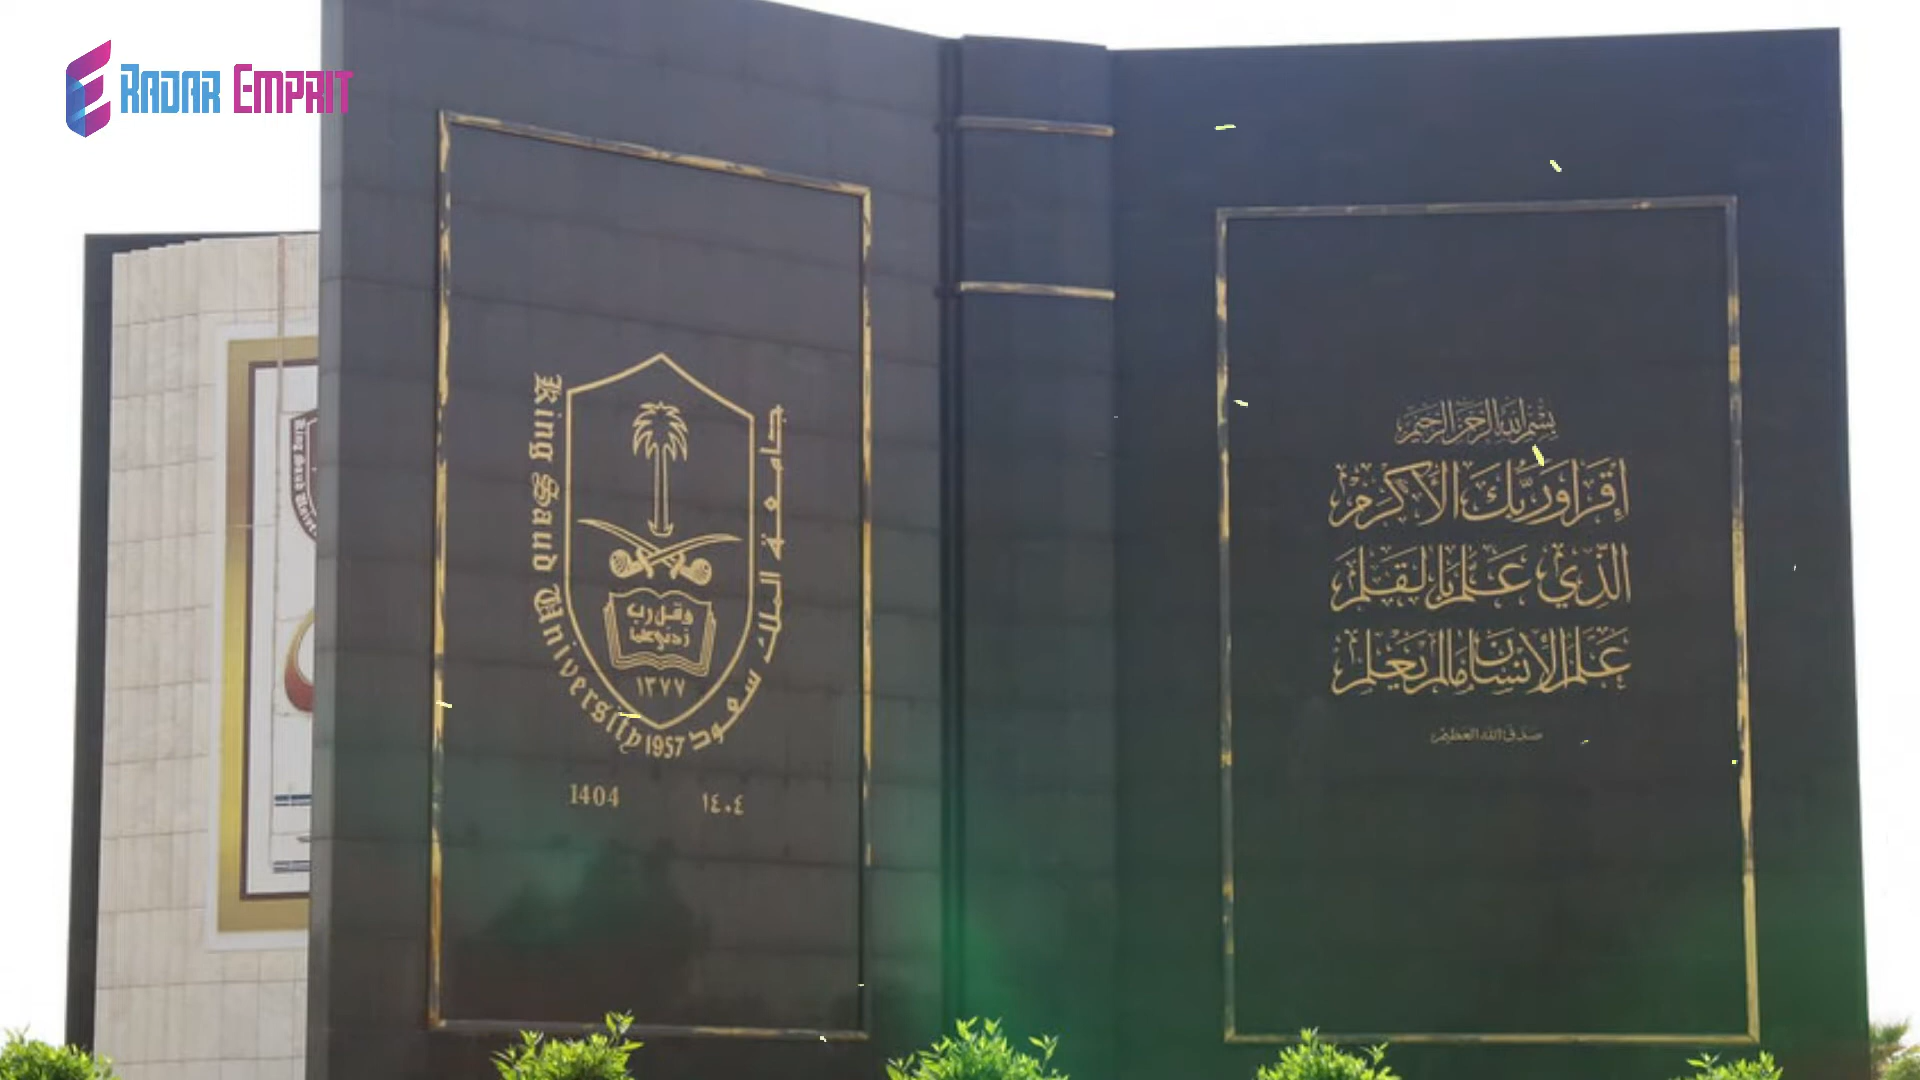 RADAR EMPRIT
King Saud University
1957
جامعة الملك سعود
وقل رب
زدني علما
١٣٧٧
1404
١٤٠٤
بسم الله الرحمن الرحيم
اقرأ وربك الأكرم
الذي علم بالقلم
علم الإنسان ما لم يعلم
صدق الله العظيم